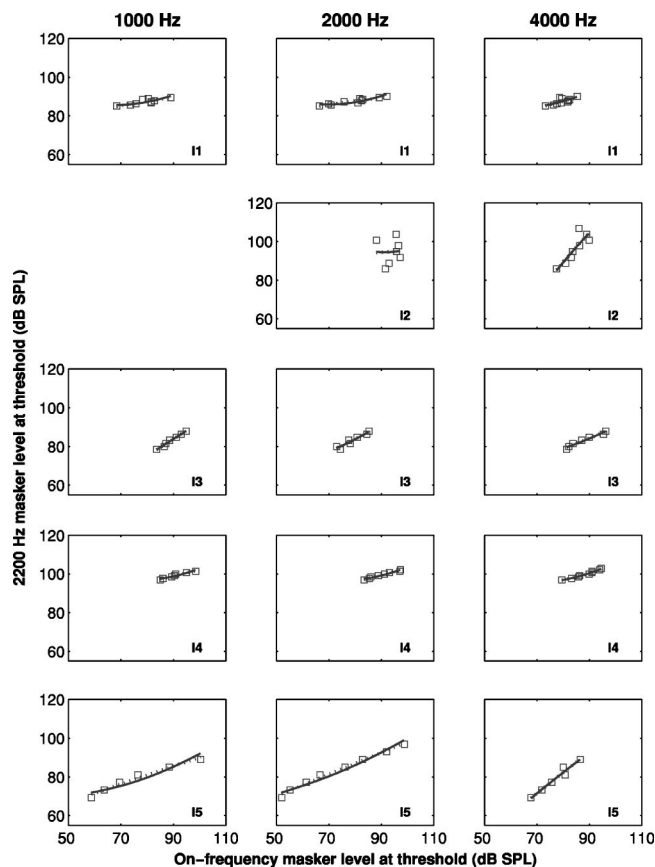 1000 Hz 2000 Hz 4000 Hz
120
100
80
60
I1 I1 I1
120
100
80
60
I2
I2
120
100
80
60
I3 I3 I3
120
100
80
60
I4 I4 I4
120
100
80
60
I5 I5 I5
50 70 90 110 50 70 90 110 50 70 90 110
On-frequency masker level at threshold (dB SPL)
2200 Hz masker level at threshold (dB SPL)